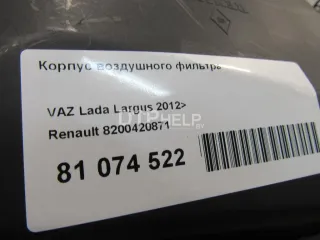 Корпус воздушного фильтра
VAZ Lada Largus 2012>
Renault 8200420871
81 074 522